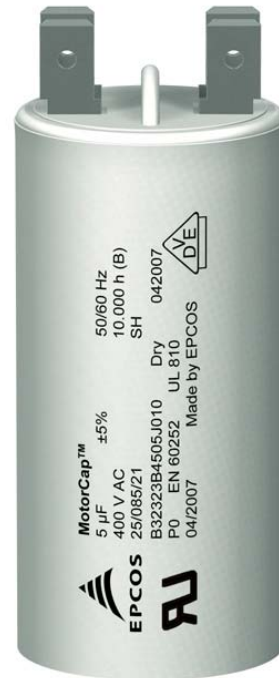 EPCOS
MotorCap™
5 µF ±5% 50/60 Hz
400 V AC 10.000 h (B)
25/085/21 SH
B32323B4505J010 Dry 042007
P0 EN 60252 UL 810
04/2007 Made by EPCOS
VDE
RU